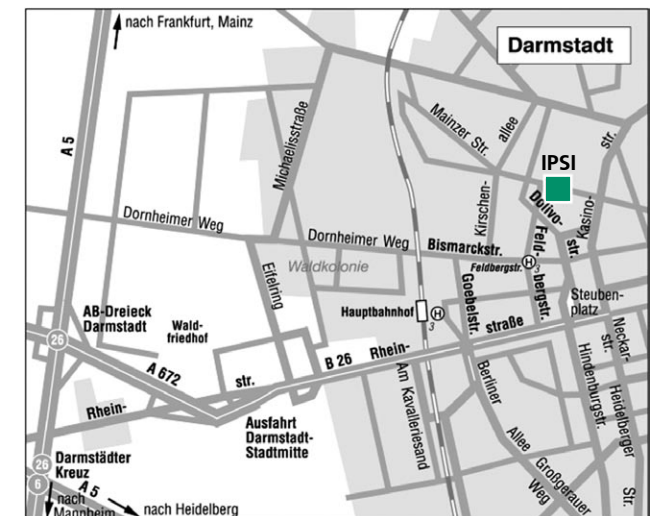 nach Frankfurt, Mainz
Darmstadt
A 5
Michaelisstraße
Mainzer Str.
allee
str.
IPSI
Kirschen-
Dolivo-
str.
Kasino-
Dornheimer Weg
Dornheimer Weg
Bismarckstr.
Feld-
bergstr.
Feldbergstr.
H
3
Waldkolonie
Eifelring
Goebelstr.
Steuben-
platz
AB-Dreieck
Darmstadt
Wald-
friedhof
Hauptbahnhof
H
3
straße
Neckar-
str.
26
A 672
B 26
Rhein-
str.
Rhein-
Am Kavalleriesand
Berliner
Allee
Hindenburgstr.
Heidelberger
Str.
Ausfahrt
Darmstadt-
Stadtmitte
Großgerauer
Weg
Darmstädter
Kreuz
26
6
A 5
nach
Mannheim
nach Heidelberg